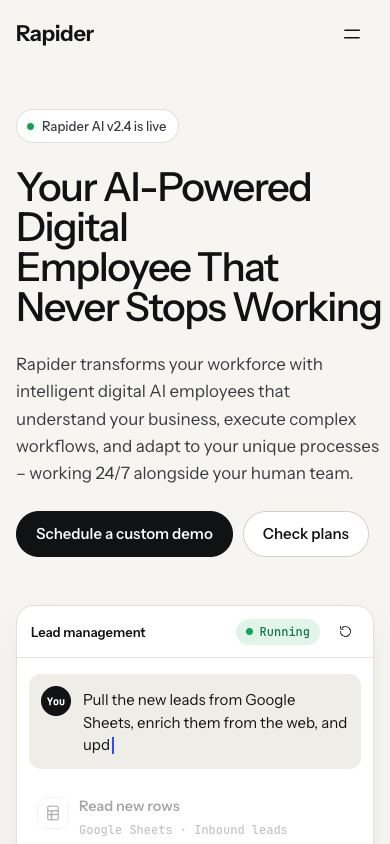 Rapider
Rapider AI v2.4 is live
Your AI-Powered
Digital
Employee That
Never Stops Working
Rapider transforms your workforce with
intelligent digital AI employees that
understand your business, execute complex
workflows, and adapt to your unique processes
– working 24/7 alongside your human team.
Schedule a custom demo
Check plans
Lead management
Running
You
Pull the new leads from Google
Sheets, enrich them from the web, and
upd
Read new rows
Google Sheets · Inbound leads